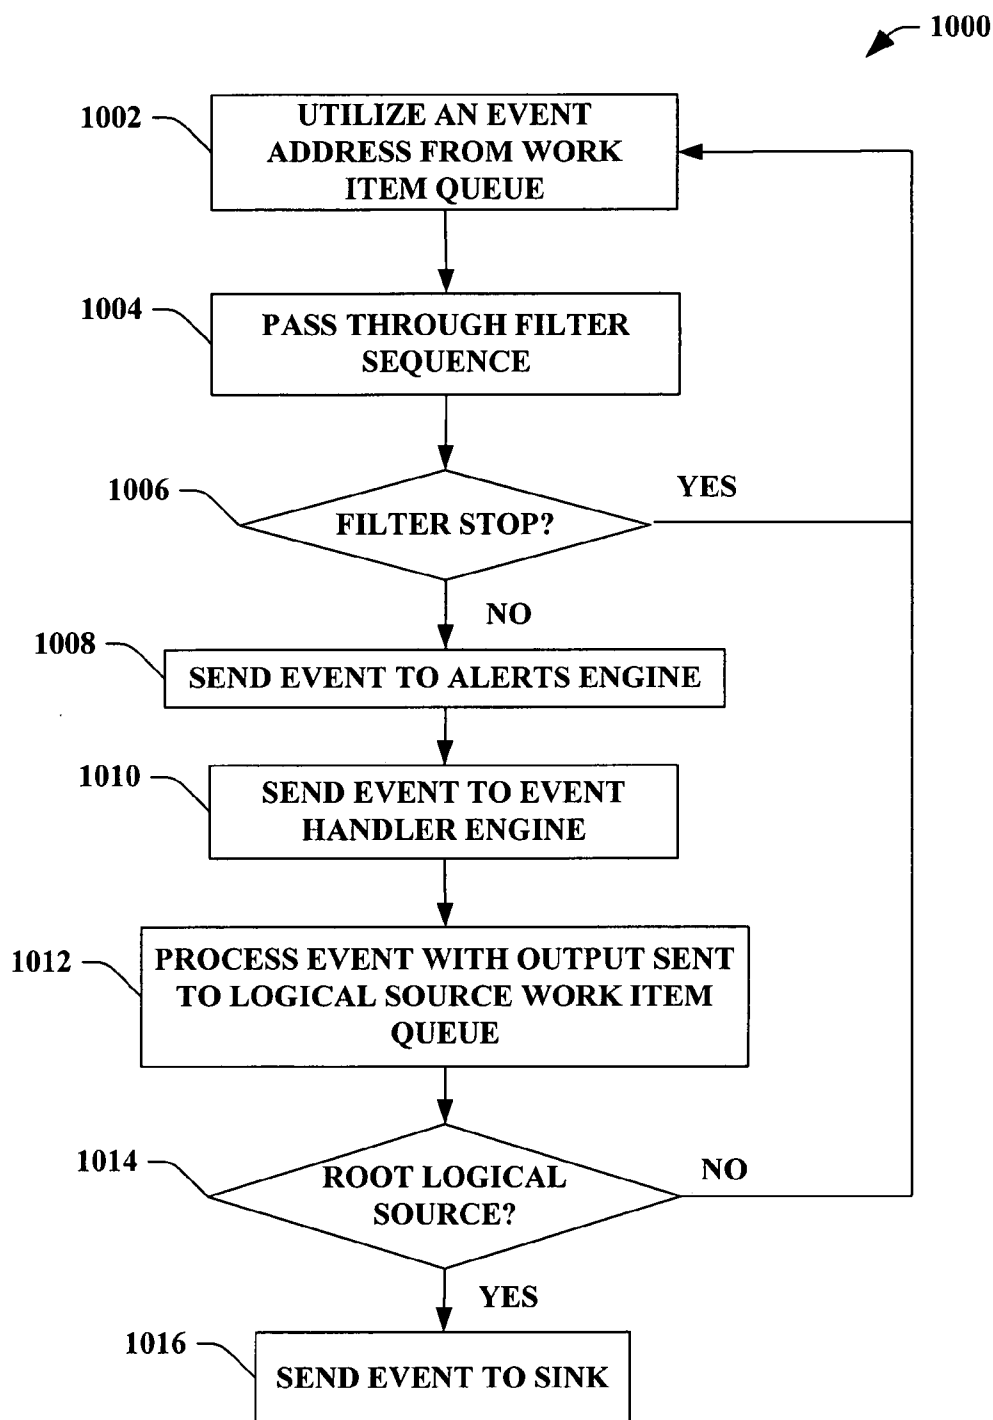 1000
1002
UTILIZE AN EVENT
ADDRESS FROM WORK
ITEM QUEUE
1004
PASS THROUGH FILTER
SEQUENCE
1006
FILTER STOP?
YES
NO
1008
SEND EVENT TO ALERTS ENGINE
1010
SEND EVENT TO EVENT
HANDLER ENGINE
1012
PROCESS EVENT WITH OUTPUT SENT
TO LOGICAL SOURCE WORK ITEM
QUEUE
1014
ROOT LOGICAL
SOURCE?
NO
YES
1016
SEND EVENT TO SINK